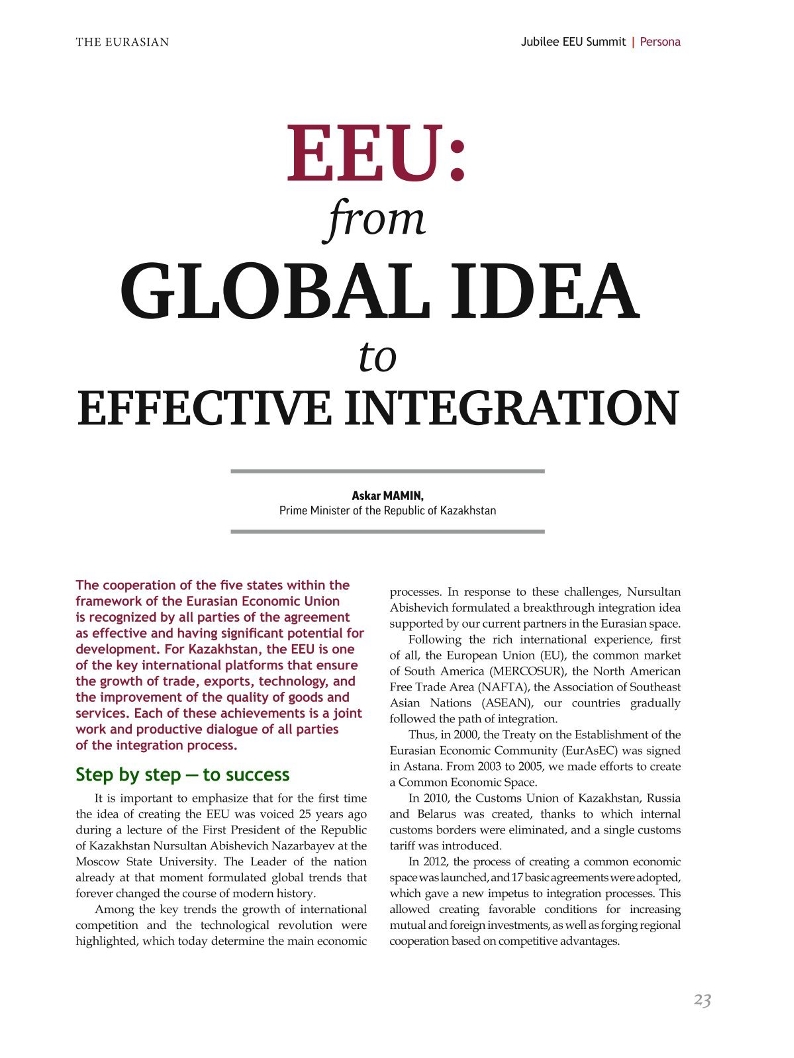 THE EURASIAN
Jubilee EEU Summit | Persona
EEU:
from
GLOBAL IDEA
to
EFFECTIVE INTEGRATION
Askar MAMIN,
Prime Minister of the Republic of Kazakhstan
The cooperation of the five states within the
framework of the Eurasian Economic Union
is recognized by all parties of the agreement
as effective and having significant potential for
development. For Kazakhstan, the EEU is one
of the key international platforms that ensure
the growth of trade, exports, technology, and
the improvement of the quality of goods and
services. Each of these achievements is a joint
work and productive dialogue of all parties
of the integration process.
Step by step — to success
It is important to emphasize that for the first time
the idea of creating the EEU was voiced 25 years ago
during a lecture of the First President of the Republic
of Kazakhstan Nursultan Abishevich Nazarbayev at the
Moscow State University. The Leader of the nation
already at that moment formulated global trends that
forever changed the course of modern history.
Among the key trends the growth of international
competition and the technological revolution were
highlighted, which today determine the main economic
processes. In response to these challenges, Nursultan
Abishevich formulated a breakthrough integration idea
supported by our current partners in the Eurasian space.
Following the rich international experience, first
of all, the European Union (EU), the common market
of South America (MERCOSUR), the North American
Free Trade Area (NAFTA), the Association of Southeast
Asian Nations (ASEAN), our countries gradually
followed the path of integration.
Thus, in 2000, the Treaty on the Establishment of the
Eurasian Economic Community (EurAsEC) was signed
in Astana. From 2003 to 2005, we made efforts to create
a Common Economic Space.
In 2010, the Customs Union of Kazakhstan, Russia
and Belarus was created, thanks to which internal
customs borders were eliminated, and a single customs
tariff was introduced.
In 2012, the process of creating a common economic
space was launched, and 17 basic agreements were adopted,
which gave a new impetus to integration processes. This
allowed creating favorable conditions for increasing
mutual and foreign investments, as well as forging regional
cooperation based on competitive advantages.
23